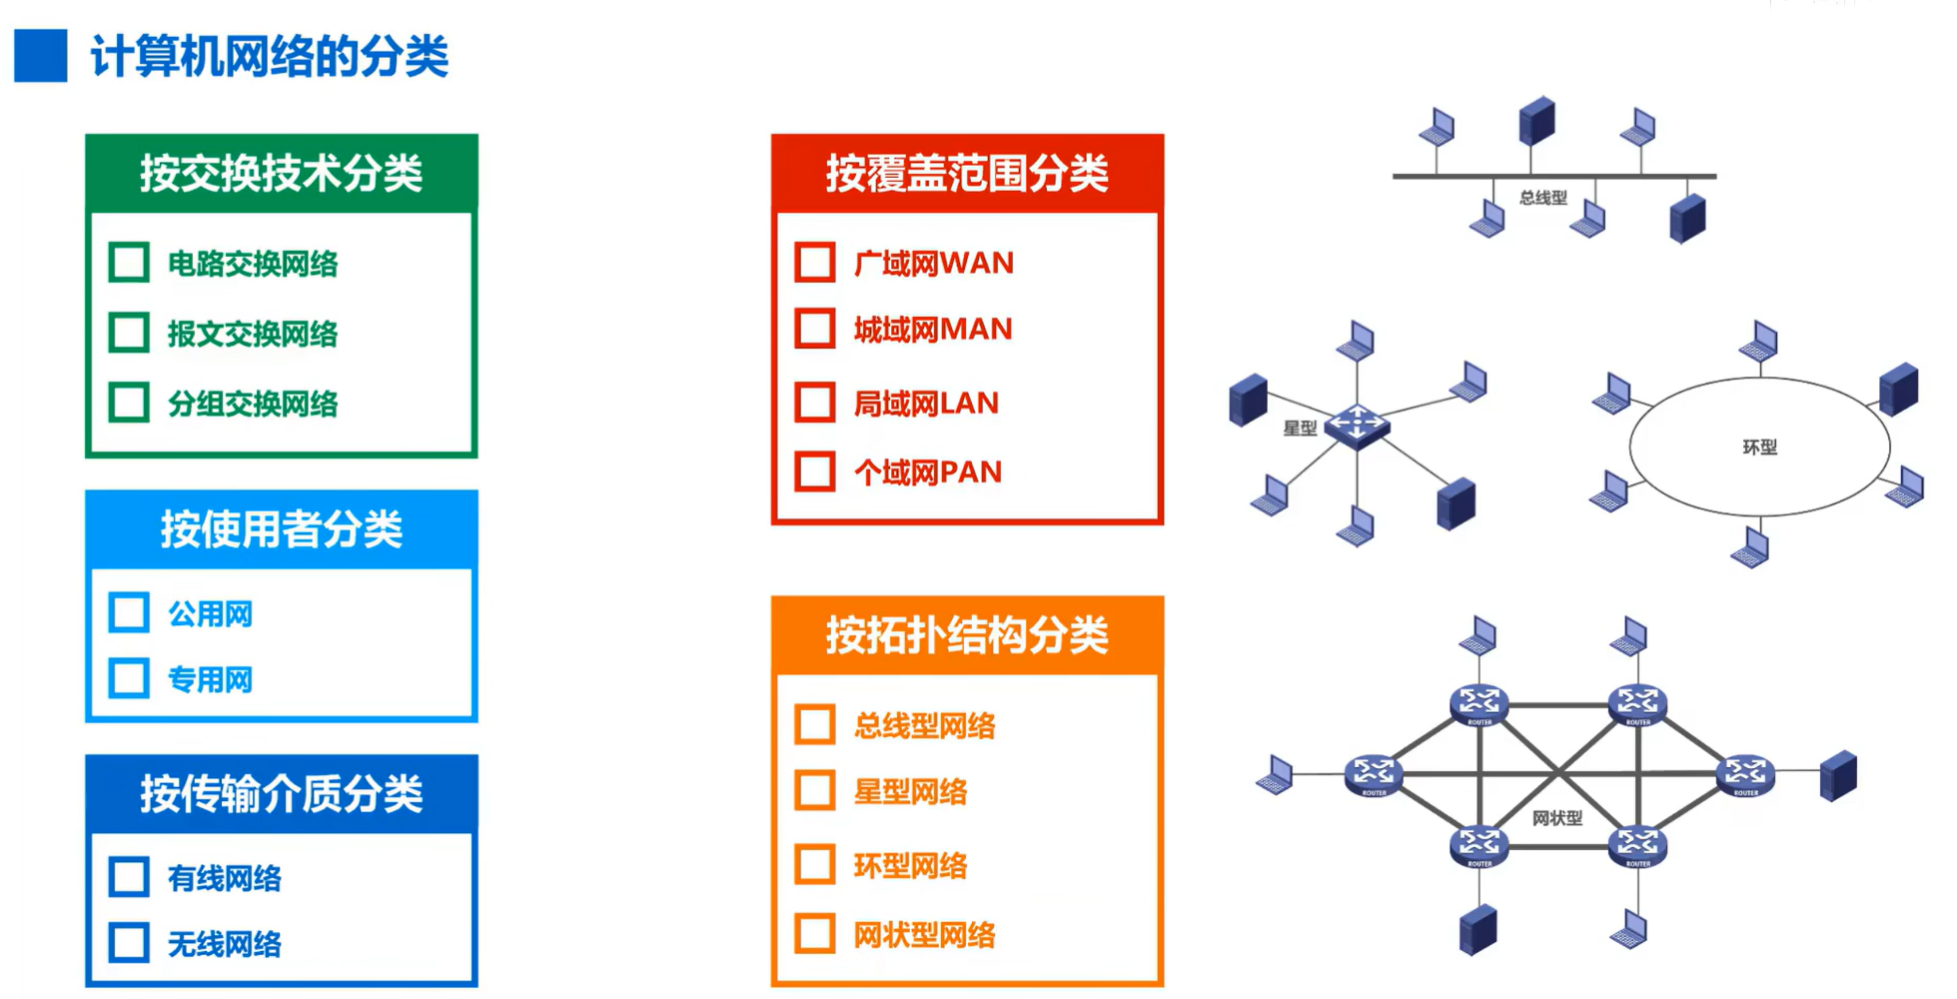 计算机网络的分类
按交换技术分类
电路交换网络
报文交换网络
分组交换网络
按使用者分类
公用网
专用网
按传输介质分类
有线网络
无线网络
按覆盖范围分类
广域网WAN
城域网MAN
局域网LAN
个域网PAN
按拓扑结构分类
总线型网络
星型网络
环型网络
网状型网络
总线型
星型
环型
ROUTER
ROUTER
ROUTER
ROUTER
网状型
ROUTER
ROUTER